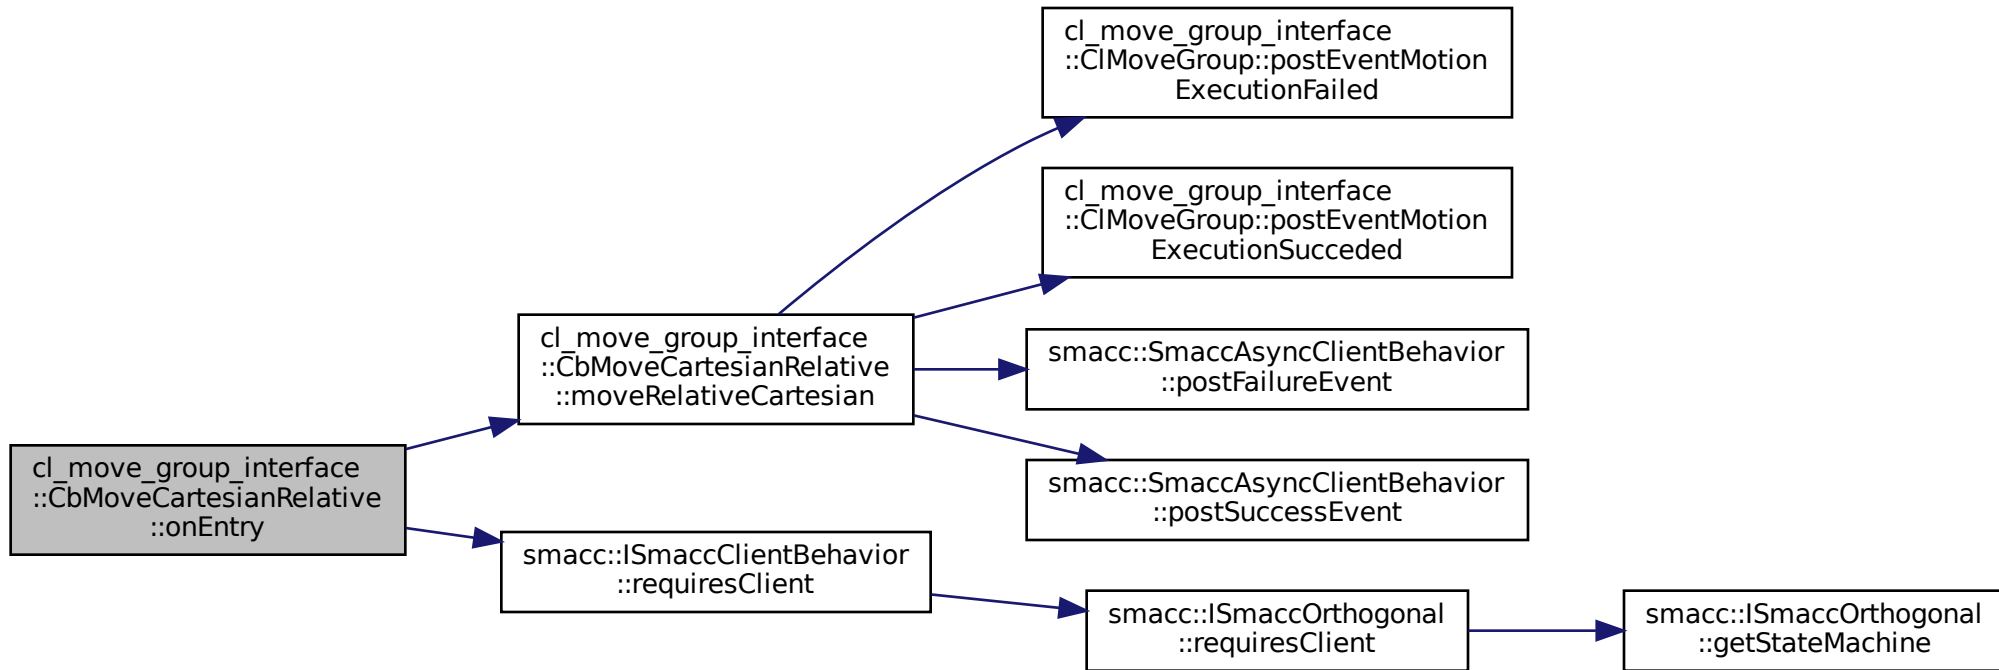 cl_move_group_interface
::ClMoveGroup::postEventMotion
ExecutionFailed
cl_move_group_interface
::ClMoveGroup::postEventMotion
ExecutionSucceded
cl_move_group_interface
::CbMoveCartesianRelative
::moveRelativeCartesian
smacc::SmaccAsyncClientBehavior
::postFailureEvent
smacc::SmaccAsyncClientBehavior
::postSuccessEvent
cl_move_group_interface
::CbMoveCartesianRelative
::onEntry
smacc::ISmaccClientBehavior
::requiresClient
smacc::ISmaccOrthogonal
::requiresClient
smacc::ISmaccOrthogonal
::getStateMachine